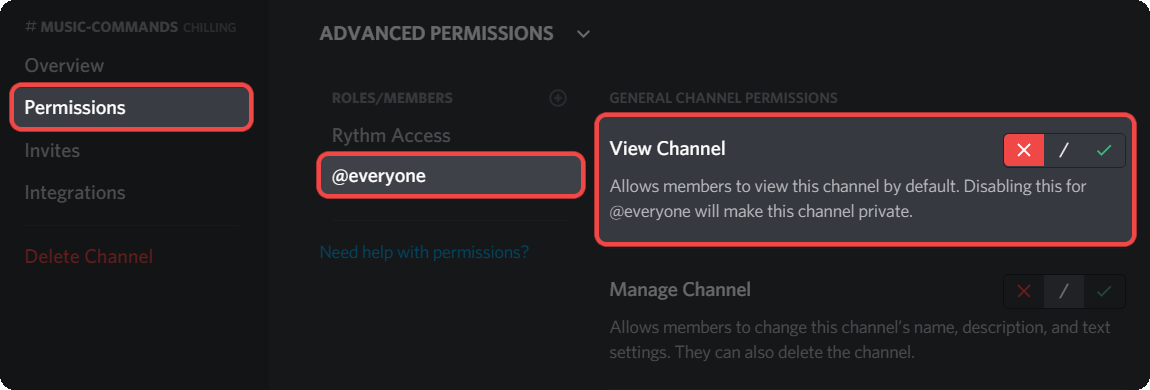 # MUSIC-COMMANDS CHILLING
Overview
Permissions
Invites
Integrations
Delete Channel
ADVANCED PERMISSIONS
ROLES/MEMBERS
Rythm Access
@everyone
Need help with permissions?
GENERAL CHANNEL PERMISSIONS
View Channel
/
Allows members to view this channel by default. Disabling this for
@everyone will make this channel private.
Manage Channel
/
Allows members to change this channel's name, description, and text
settings. They can also delete the channel.